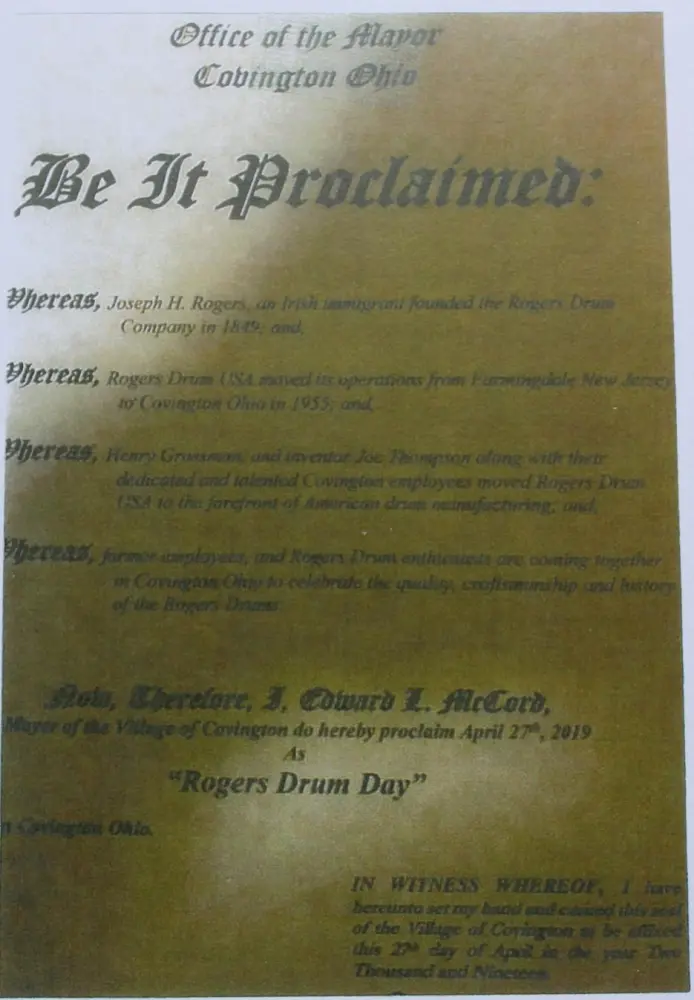 Office of the Mayor
Covington Ohio
Be It Proclaimed:
Whereas, Joseph H. Rogers, an Irish immigrant founded the Rogers Drum
Company in 1849; and,
Whereas, Rogers Drum USA moved its operations from Farmingdale New Jersey
to Covington Ohio in 1955; and,
Whereas, Henry Grossman, and inventor Joe Thompson along with their
dedicated and talented Covington employees moved Rogers Drum
USA to the forefront of American drum manufacturing; and,
Whereas, former employees, and Rogers Drum enthusiasts are coming together
in Covington Ohio to celebrate the quality, craftsmanship and history
of the Rogers Drums
Now, Therefore, I, Edward L. McCord,
Mayor of the Village of Covington do hereby proclaim April 27th, 2019
As
"Rogers Drum Day"
n Covington Ohio.
IN WITNESS WHEREOF, I have
hereunto set my hand and caused this seal
of the Village of Covington to be affixed
this 27th day of April in the year Two
Thousand and Nineteen